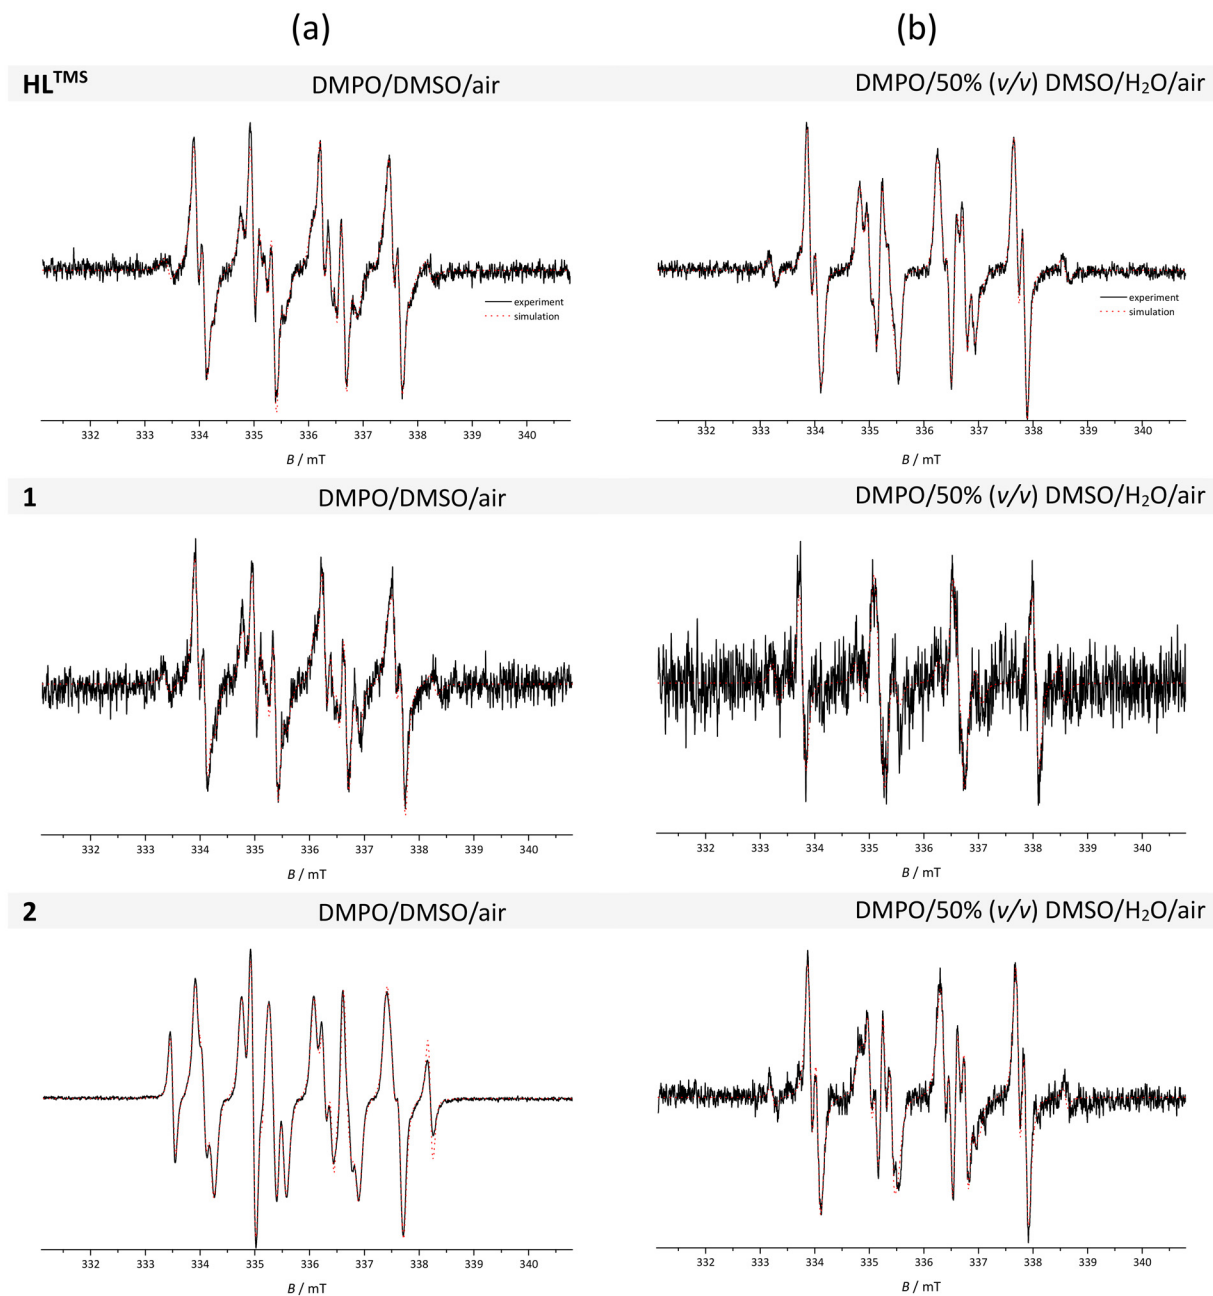 (a) (b)
HL^TMS DMPO/DMSO/air DMPO/50% (v/v) DMSO/H₂O/air
experiment experiment
simulation simulation
332 333 334 335 336 337 338 339 340 332 333 334 335 336 337 338 339 340
B / mT B / mT
1 DMPO/DMSO/air DMPO/50% (v/v) DMSO/H₂O/air
332 333 334 335 336 337 338 339 340 332 333 334 335 336 337 338 339 340
B / mT B / mT
2 DMPO/DMSO/air DMPO/50% (v/v) DMSO/H₂O/air
332 333 334 335 336 337 338 339 340 332 333 334 335 336 337 338 339 340
B / mT B / mT